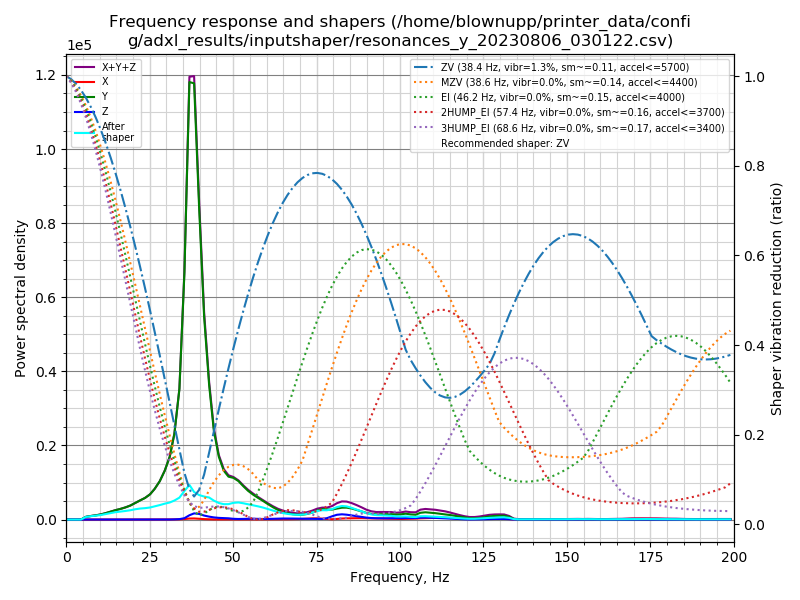 Frequency response and shapers (/home/blownupp/printer_data/confi
g/adxl_results/inputshaper/resonances_y_20230806_030122.csv)
1e5
X+Y+Z
X
Y
Z
After
shaper
ZV (38.4 Hz, vibr=1.3%, sm~=0.11, accel<=5700)
MZV (38.6 Hz, vibr=0.0%, sm~=0.14, accel<=4400)
EI (46.2 Hz, vibr=0.0%, sm~=0.15, accel<=4000)
2HUMP_EI (57.4 Hz, vibr=0.0%, sm~=0.16, accel<=3700)
3HUMP_EI (68.6 Hz, vibr=0.0%, sm~=0.17, accel<=3400)
Recommended shaper: ZV
Power spectral density
1.2
1.0
0.8
0.6
0.4
0.2
0.0
1.0
0.8
0.6
0.4
0.2
0.0
Shaper vibration reduction (ratio)
0 25 50 75 100 125 150 175 200
Frequency, Hz